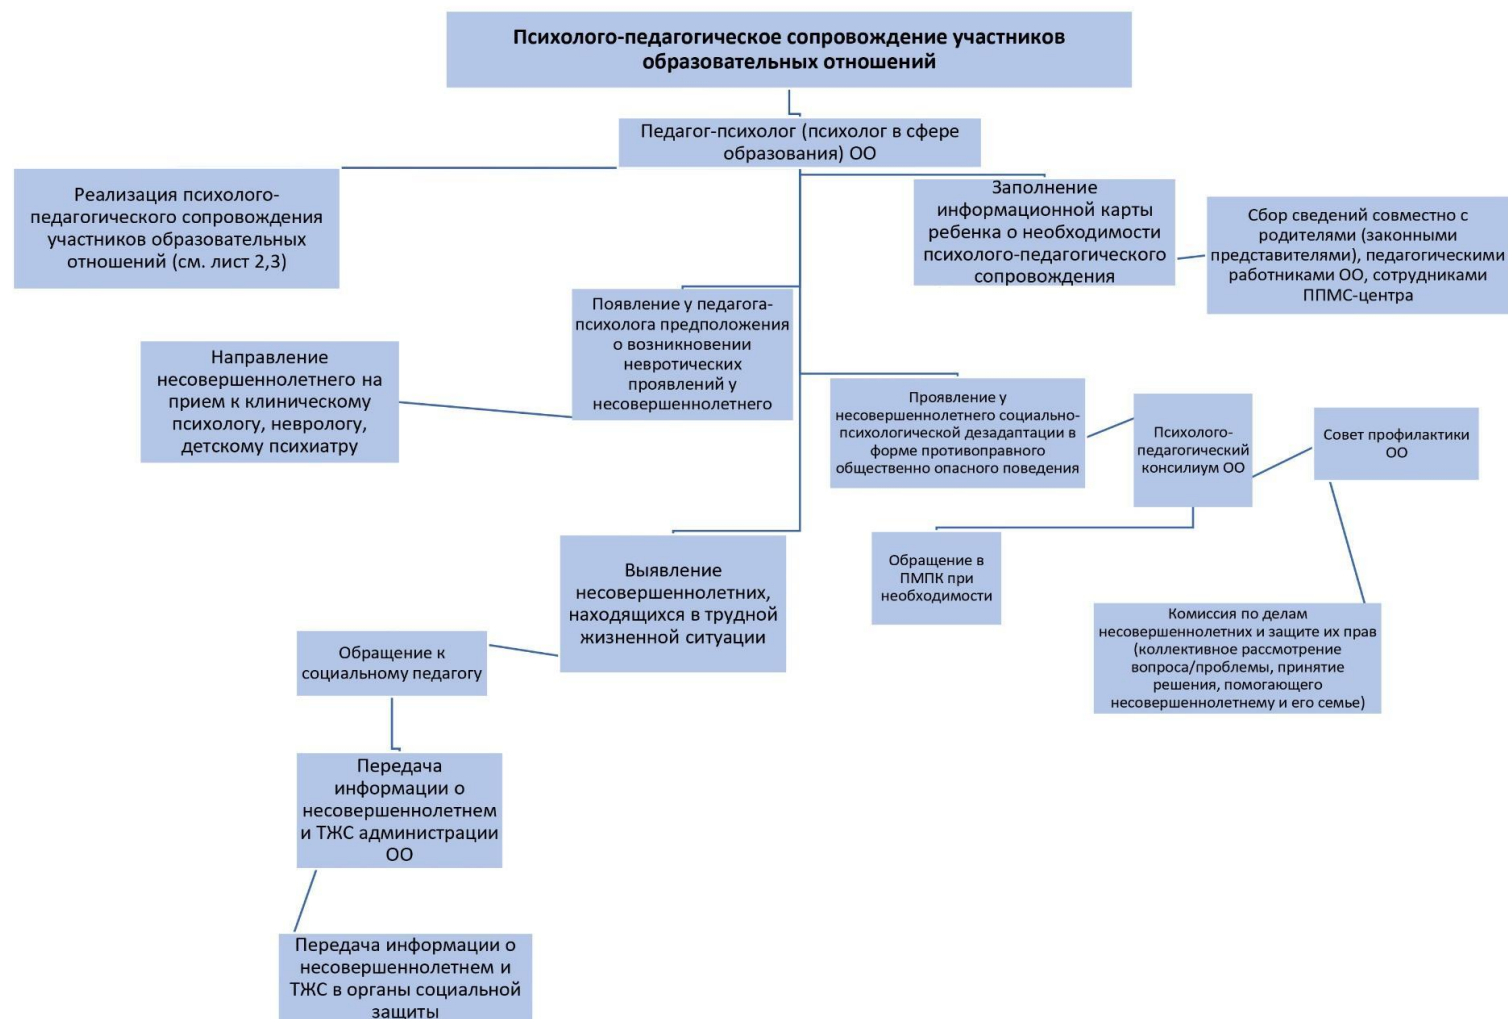 Психолого-педагогическое сопровождение участников
образовательных отношений
Педагог-психолог (психолог в сфере
образования) ОО
Реализация психолого-
педагогического сопровождения
участников образовательных
отношений (см. лист 2,3)
Заполнение
информационной карты
ребенка о необходимости
психолого-педагогического
сопровождения
Сбор сведений совместно с
родителями (законными
представителями), педагогическими
работниками ОО, сотрудниками
ППМС-центра
Появление у педагога-
психолога предположения
о возникновении
невротических
проявлений у
несовершеннолетнего
Направление
несовершеннолетнего на
прием к клиническому
психологу, неврологу,
детскому психиатру
Проявление у
несовершеннолетнего социально-
психологической дезадаптации в
форме противоправного
общественно опасного поведения
Психолого-
педагогический
консилиум ОО
Совет профилактики
ОО
Обращение в
ПМПК при
необходимости
Комиссия по делам
несовершеннолетних и защите их прав
(коллективное рассмотрение
вопроса/проблемы, принятие
решения, помогающего
несовершеннолетнему и его семье)
Выявление
несовершеннолетних,
находящихся в трудной
жизненной ситуации
Обращение к
социальному педагогу
Передача
информации о
несовершеннолетнем
и ТЖС администрации
ОО
Передача информации о
несовершеннолетнем и
ТЖС в органы социальной
защиты